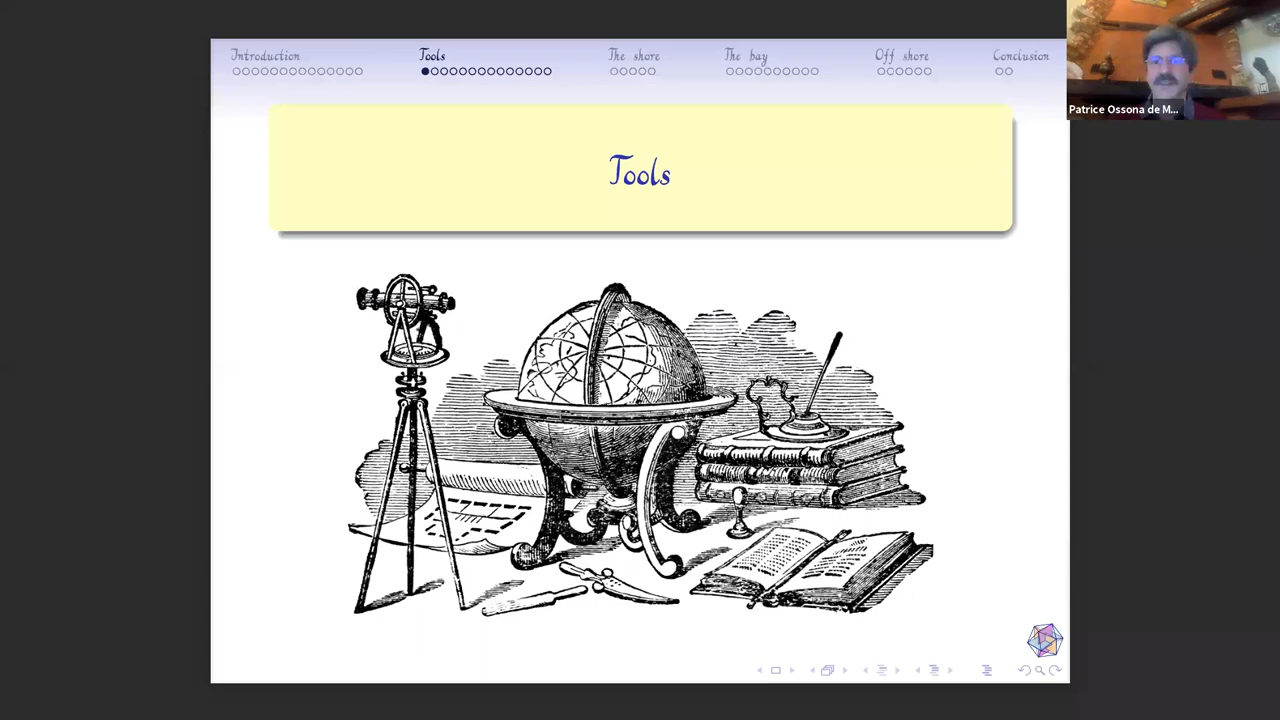 Introduction Tools The shore The bay Off shore Conclusion
Patrice Ossona de M...
Tools